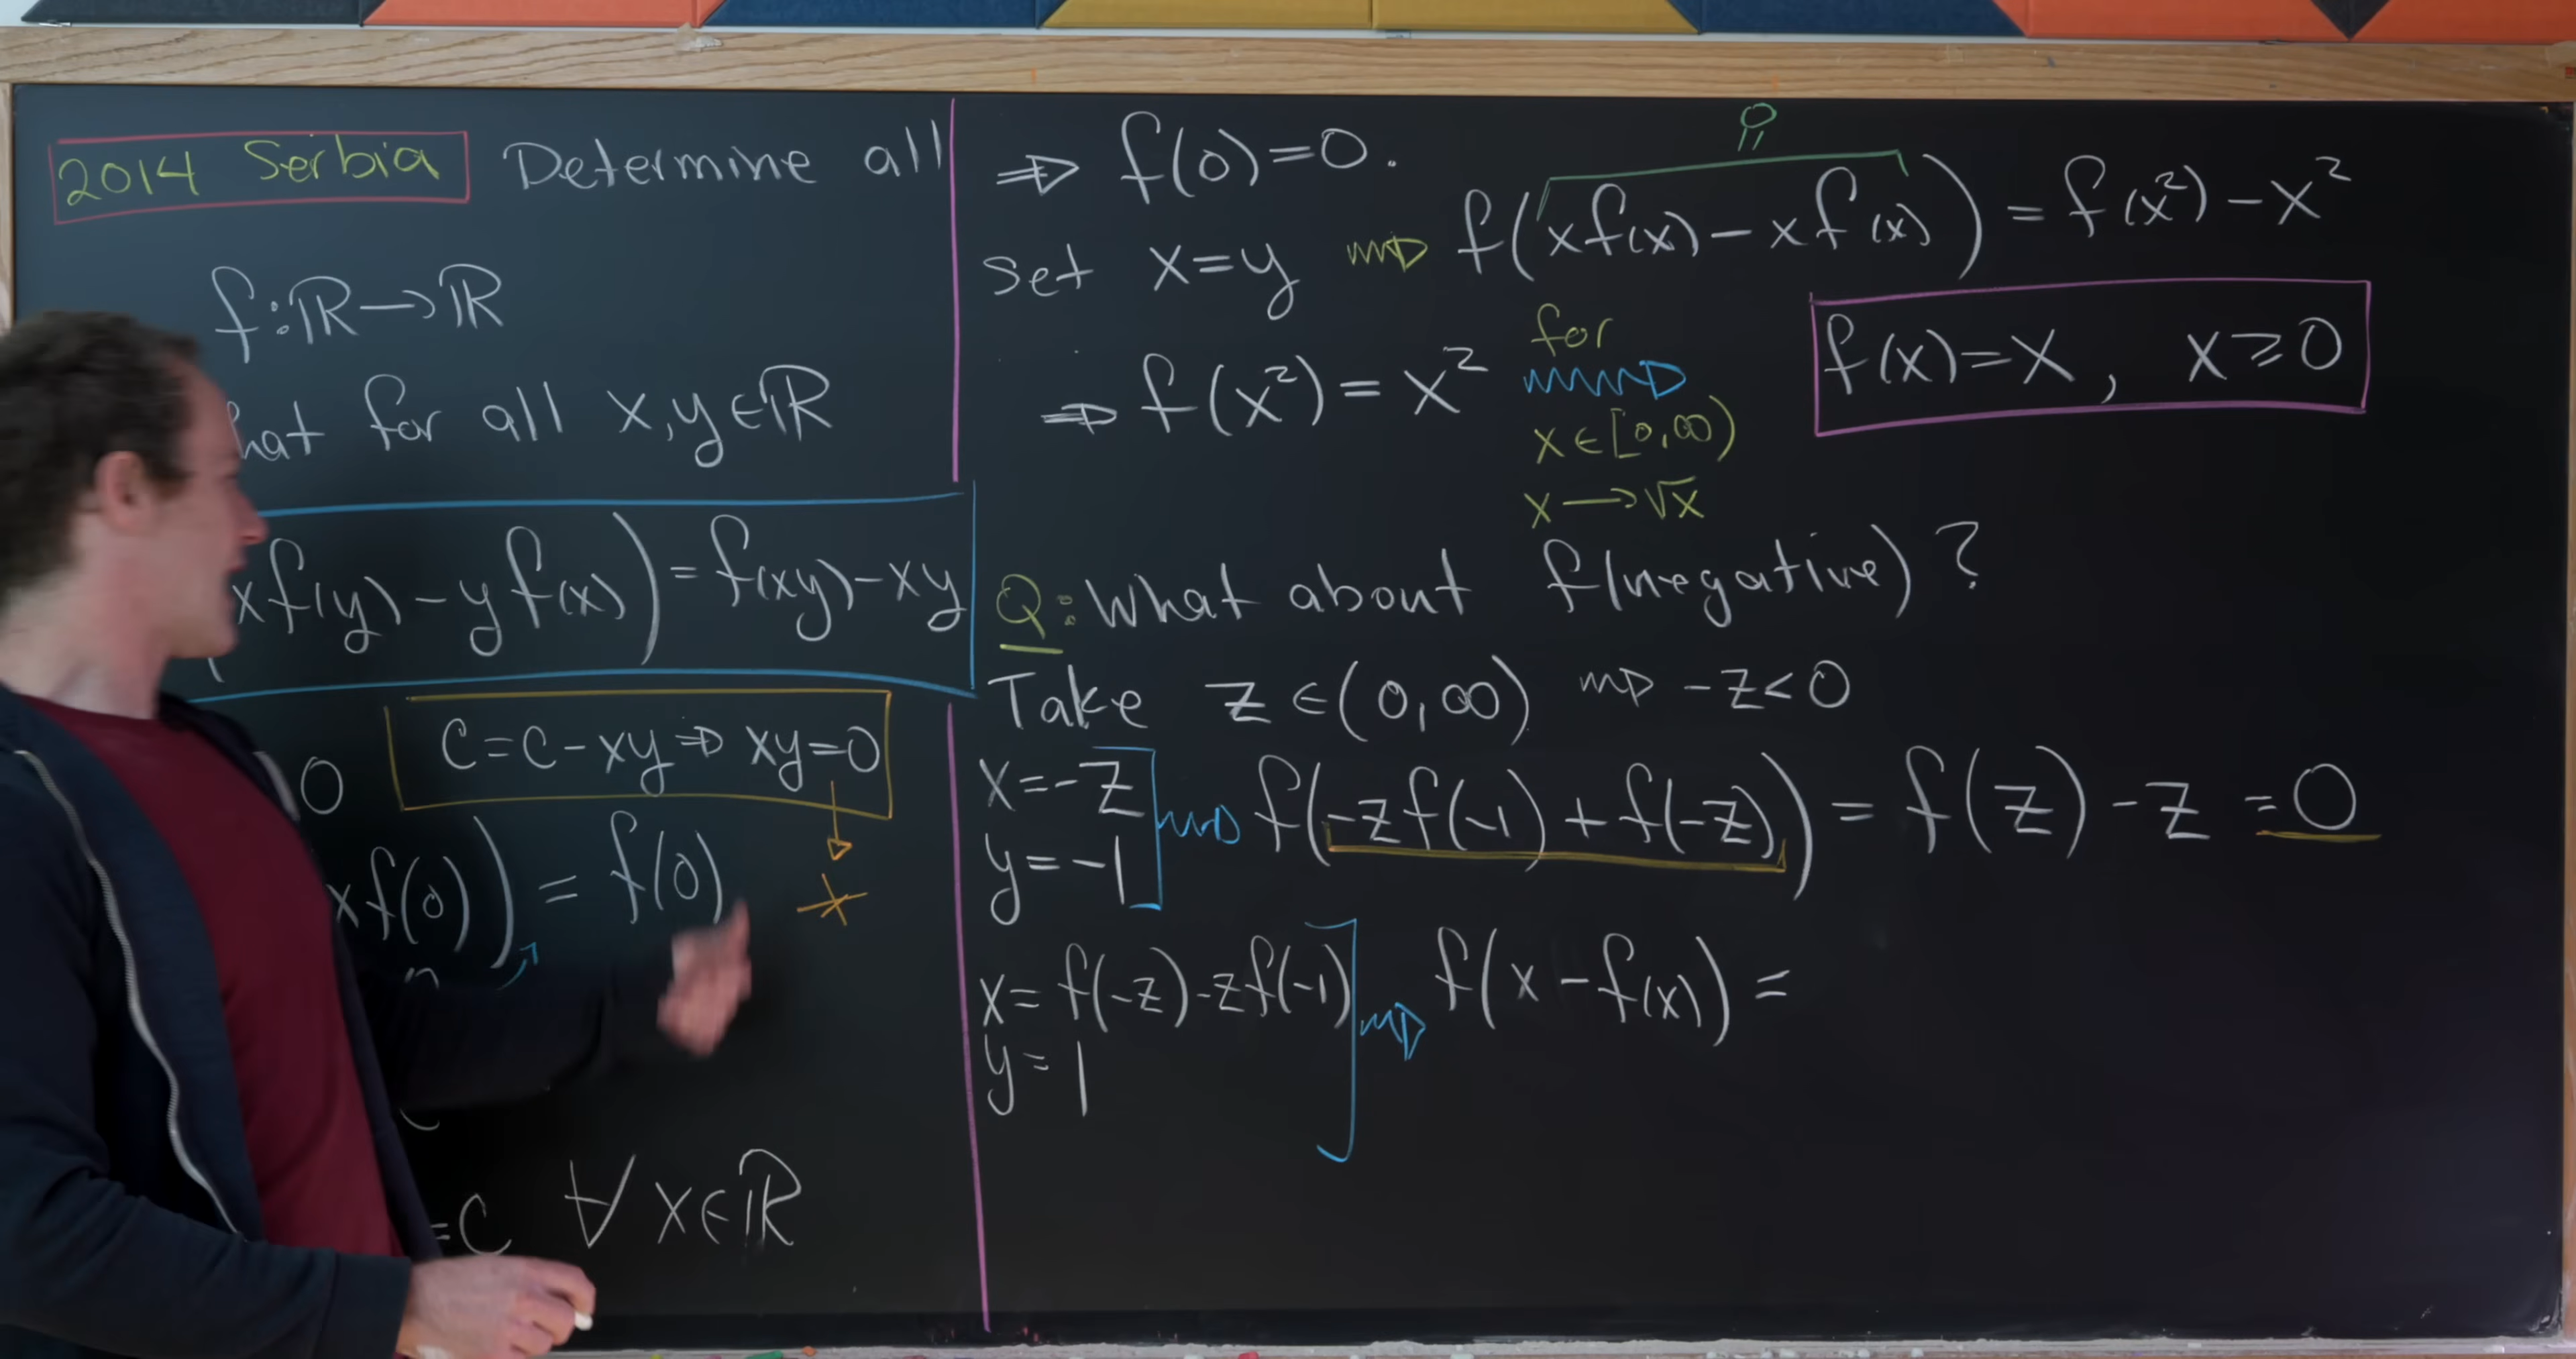 2014 Serbia Determine all
f:ℝ→ℝ
hat for all x,y∈ℝ
xf(y)-yf(x))=f(xy)-xy
c=c-xy⇒xy=0
0
xf(0))=f(0)
=c ∀ x∈ℝ
⇒ f(0)=0.
Set x=y ⇝ f(xf(x)-xf(x))=f(x²)-x²
0
⇒ f(x²)=x² for x∈[0,∞) x→√x
f(x)=x, x≥0
Q: What about f(negative)?
Take z∈(0,∞) ⇝ -z<0
x=-z
y=-1
⇝ f(-zf(-1)+f(-z))=f(z)-z=0
x=f(-z)-zf(-1)
y=1
⇝ f(x-f(x))=